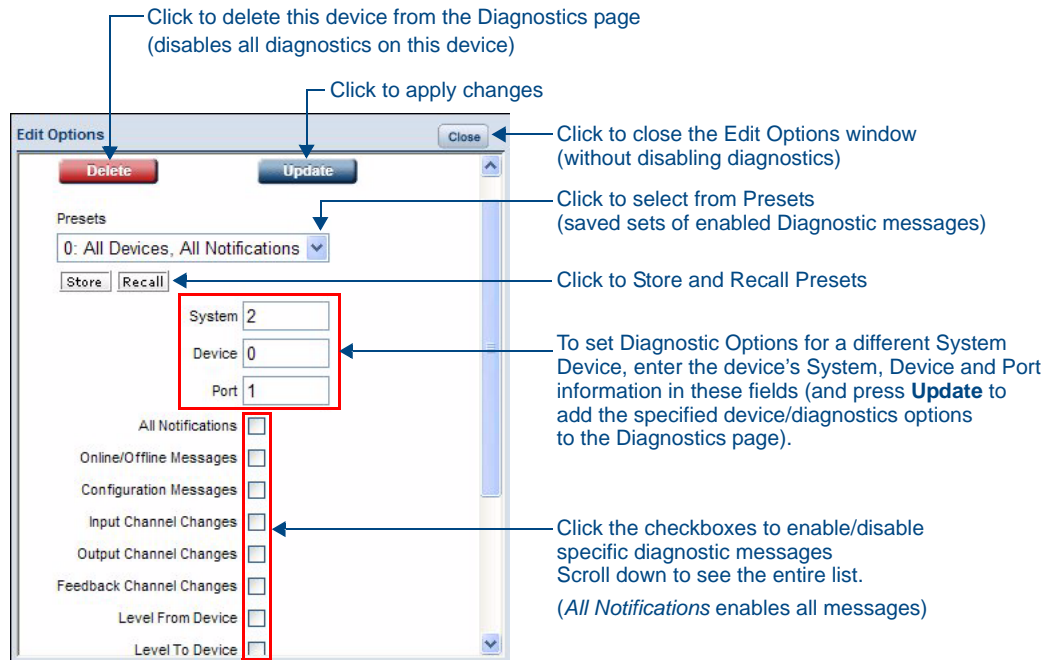 Click to delete this device from the Diagnostics page
(disables all diagnostics on this device)
Click to apply changes
Edit Options
Close
Click to close the Edit Options window
(without disabling diagnostics)
Delete
Update
Presets
Click to select from Presets
(saved sets of enabled Diagnostic messages)
0: All Devices, All Notifications
Store
Recall
Click to Store and Recall Presets
System 2
Device 0
Port 1
To set Diagnostic Options for a different System
Device, enter the device's System, Device and Port
information in these fields (and press Update to
add the specified device/diagnostics options
to the Diagnostics page).
All Notifications
Online/Offline Messages
Configuration Messages
Input Channel Changes
Output Channel Changes
Feedback Channel Changes
Level From Device
Level To Device
Click the checkboxes to enable/disable
specific diagnostic messages
Scroll down to see the entire list.
(All Notifications enables all messages)